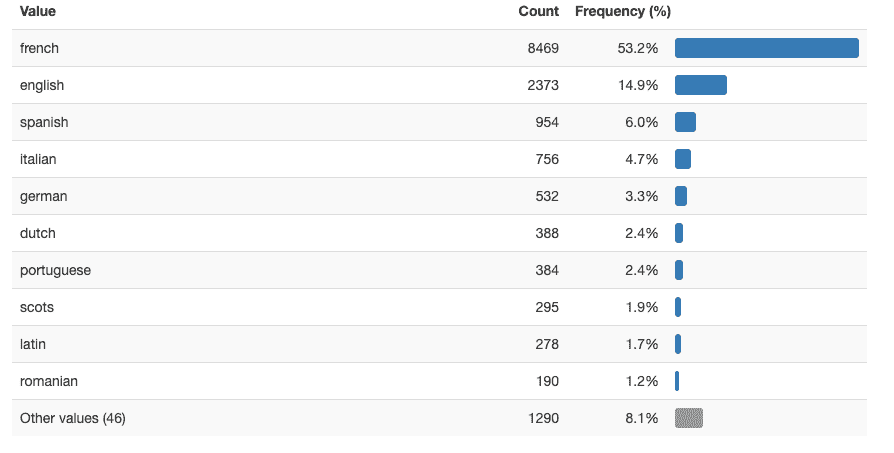 Value Count Frequency (%)
french 8469 53.2%
english 2373 14.9%
spanish 954 6.0%
italian 756 4.7%
german 532 3.3%
dutch 388 2.4%
portuguese 384 2.4%
scots 295 1.9%
latin 278 1.7%
romanian 190 1.2%
Other values (46) 1290 8.1%